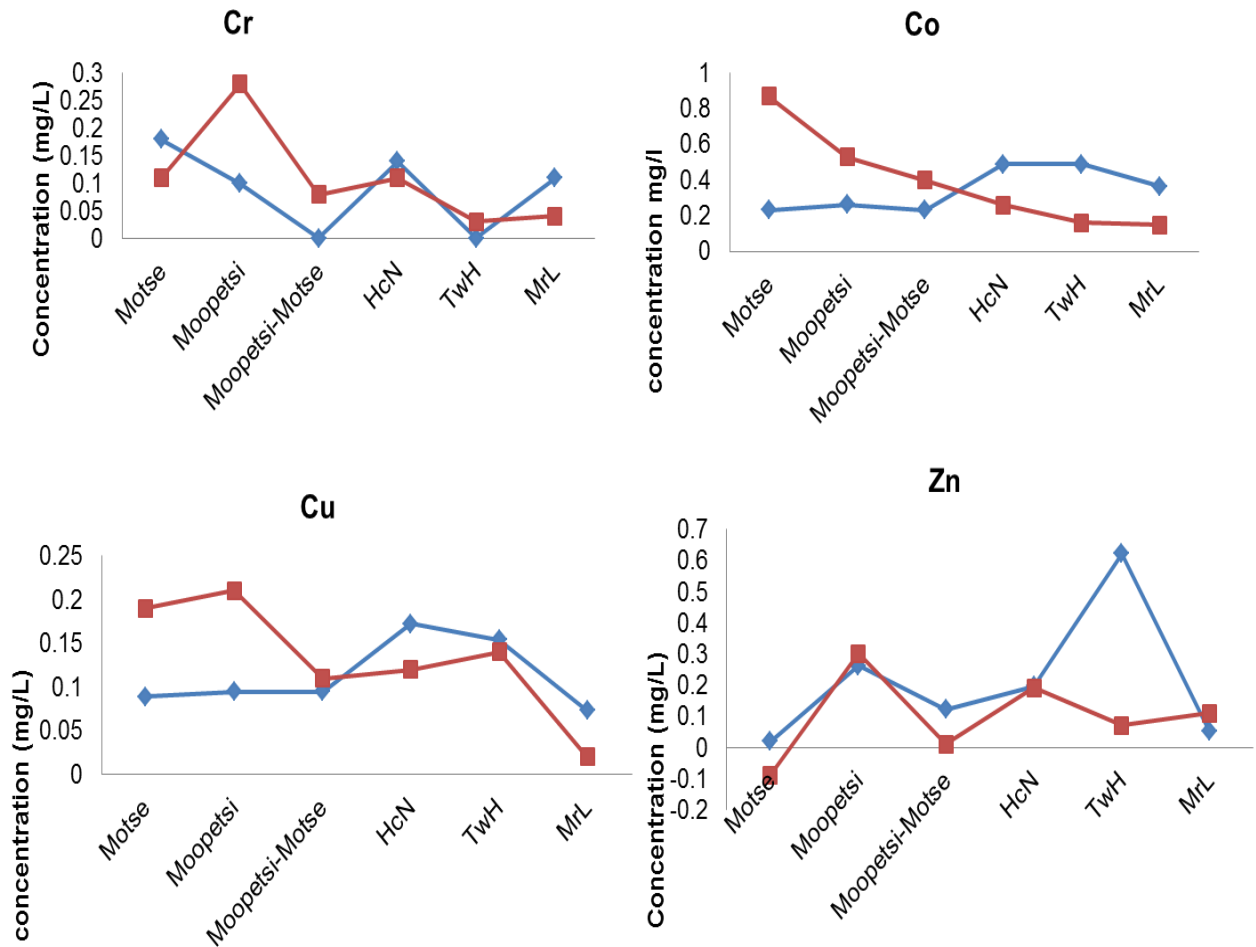 Cr
Concentration (mg/L)
0.3
0.25
0.2
0.15
0.1
0.05
0
Motse
Moopetsi
Moopetsi-Motse
HcN
TwH
MrL
Co
concentration mg/l
1
0.8
0.6
0.4
0.2
0
Motse
Moopetsi
Moopetsi-Motse
HcN
TwH
MrL
Cu
concentration (mg/L)
0.25
0.2
0.15
0.1
0.05
0
Motse
Moopetsi
Moopetsi-Motse
HcN
TwH
MrL
Zn
Concentration (mg/L)
0.7
0.6
0.5
0.4
0.3
0.2
0.1
0
-0.1
-0.2
Motse
Moopetsi
Moopetsi-Motse
HcN
TwH
MrL